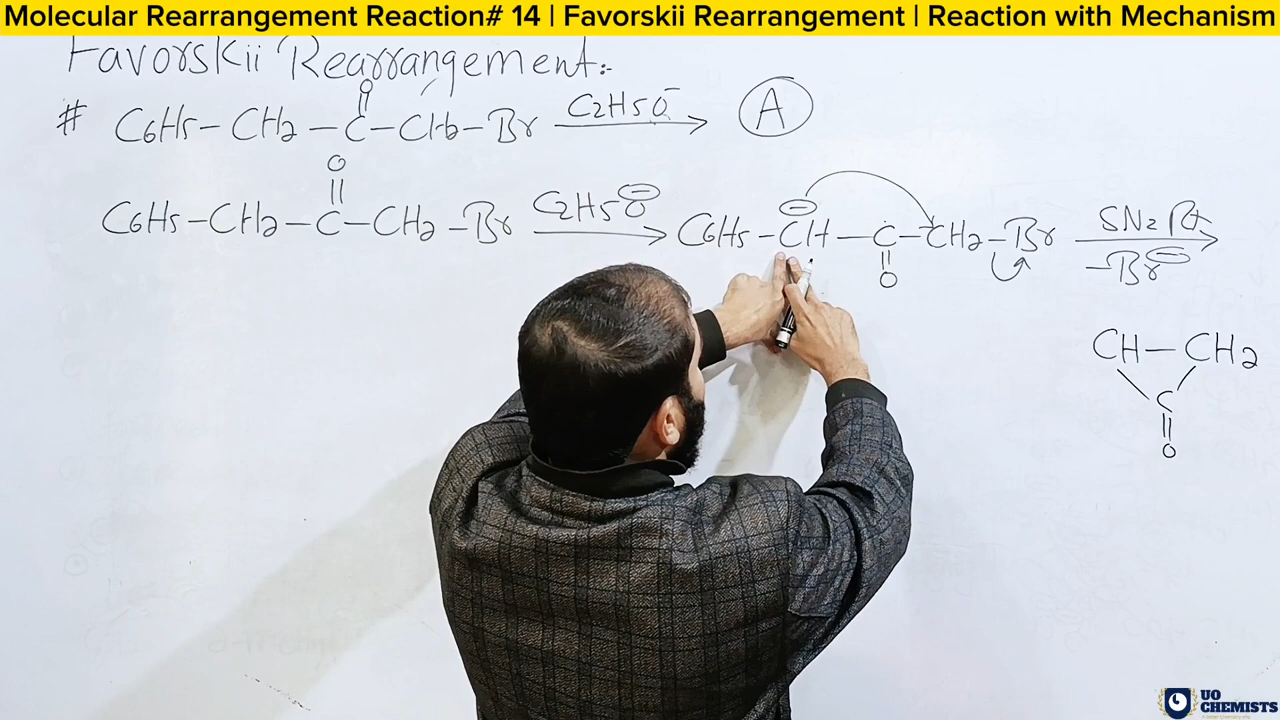 Molecular Rearrangement Reaction# 14 | Favorskii Rearrangement | Reaction with Mechanism
Favorskii Rearrangement:-
O
||
# C6H5-CH2-C-CH2-Br C2H5O⁻ A
O
||
C6H5-CH2-C-CH2-Br C2H5O⁻ C6H5-CH⁻-C-CH2-Br SN2 Rx
|| -Br⁻
O
CH-CH2
C
||
O
UO
CHEMISTS